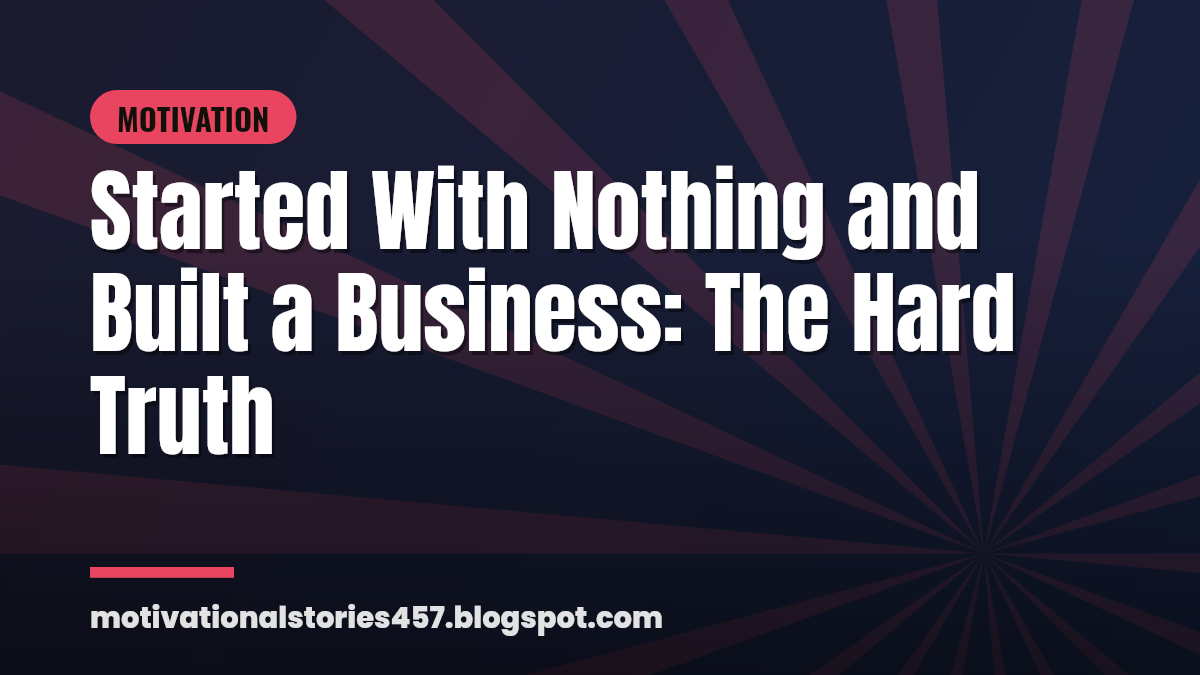 MOTIVATION
Started With Nothing and
Built a Business: The Hard
Truth
motivationalstories457.blogspot.com